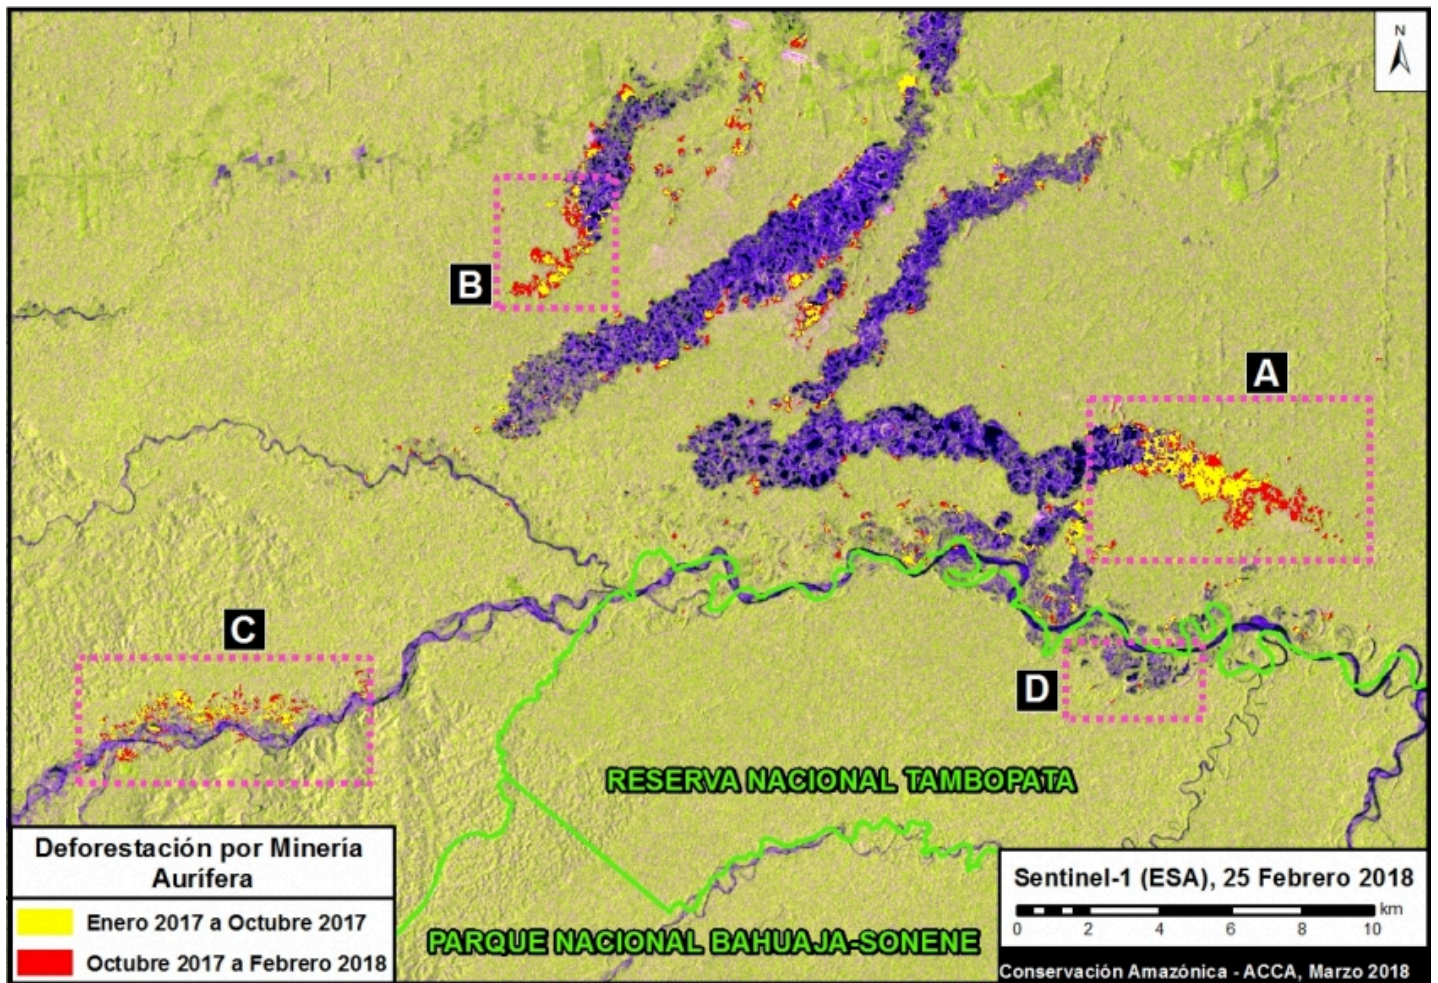 N
B
A
C
D
RESERVA NACIONAL TAMBOPATA
PARQUE NACIONAL BAHUAJA-SONENE
Deforestación por Minería
Aurífera
Enero 2017 a Octubre 2017
Octubre 2017 a Febrero 2018
Sentinel-1 (ESA), 25 Febrero 2018
km
0 2 4 6 8 10
Conservación Amazónica - ACCA, Marzo 2018